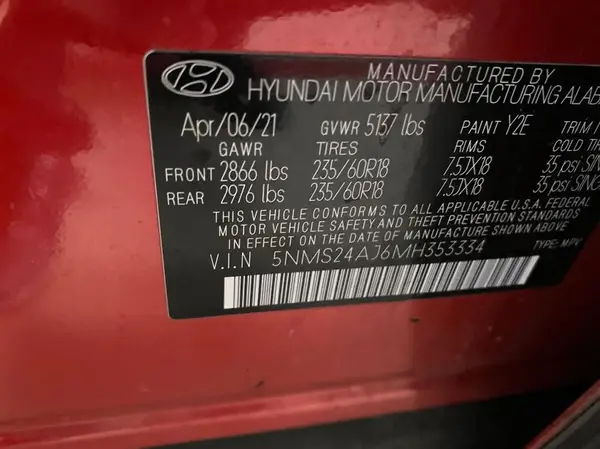 MANUFACTURED BY
HYUNDAI MOTOR MANUFACTURING ALAB
Apr/06/21 GVWR 5137 lbs PAINT Y2E TRIM
GAWR TIRES RIMS COLD
FRONT 2866 lbs 235/60R18 7.5JX18 35 psi
REAR 2976 lbs 235/60R18 7.5JX18 35 psi
THIS VEHICLE CONFORMS TO ALL APPLICABLE U.S.A. FEDERAL
MOTOR VEHICLE SAFETY AND THEFT PREVENTION STANDARDS
IN EFFECT ON THE DATE OF MANUFACTURE SHOWN ABOVE
V.I.N 5NMS24AJ6MH353334 TYPE: MPV